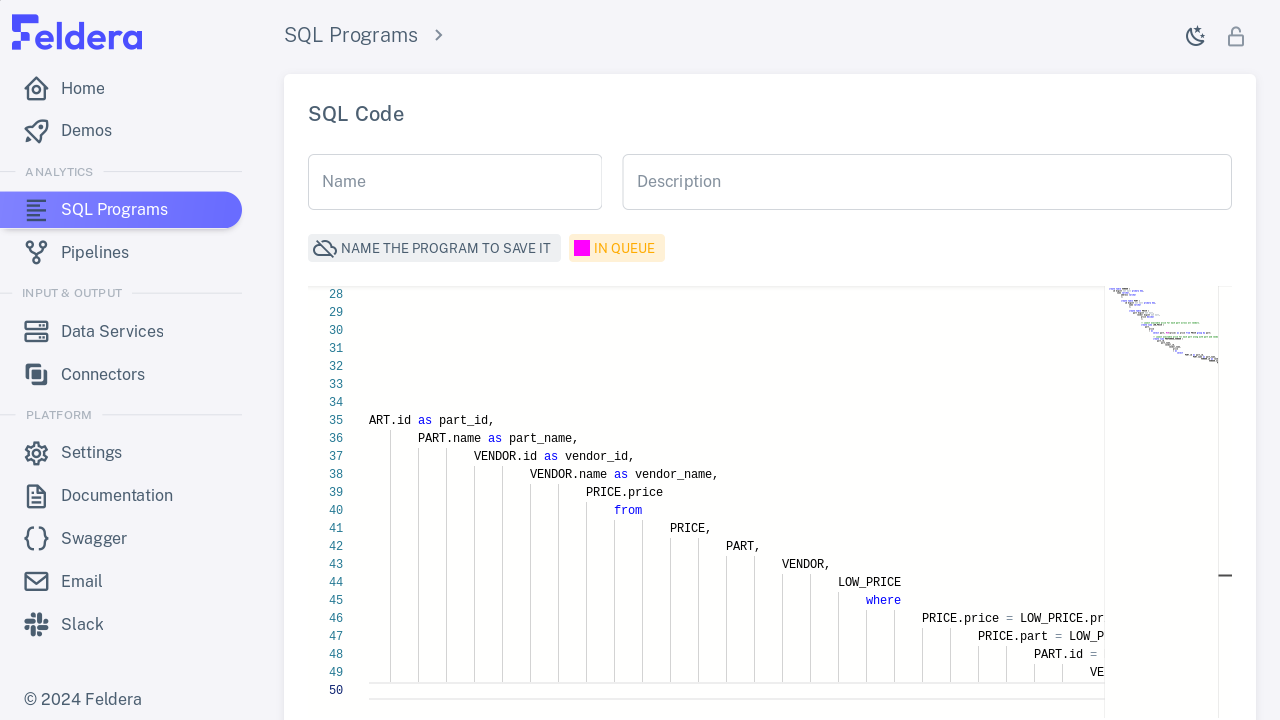 Feldera
SQL Programs
Home
Demos
ANALYTICS
SQL Programs
Pipelines
INPUT & OUTPUT
Data Services
Connectors
PLATFORM
Settings
Documentation
Swagger
Email
Slack
© 2024 Feldera
SQL Code
Name
Description
NAME THE PROGRAM TO SAVE IT
IN QUEUE
28
29
30
31
32
33
34
35 ART.id as part_id,
36 PART.name as part_name,
37 VENDOR.id as vendor_id,
38 VENDOR.name as vendor_name,
39 PRICE.price
40 from
41 PRICE,
42 PART,
43 VENDOR,
44 LOW_PRICE
45 where
46 PRICE.price = LOW_PRICE.pr
47 PRICE.part = LOW_P
48 PART.id =
49 VE
50